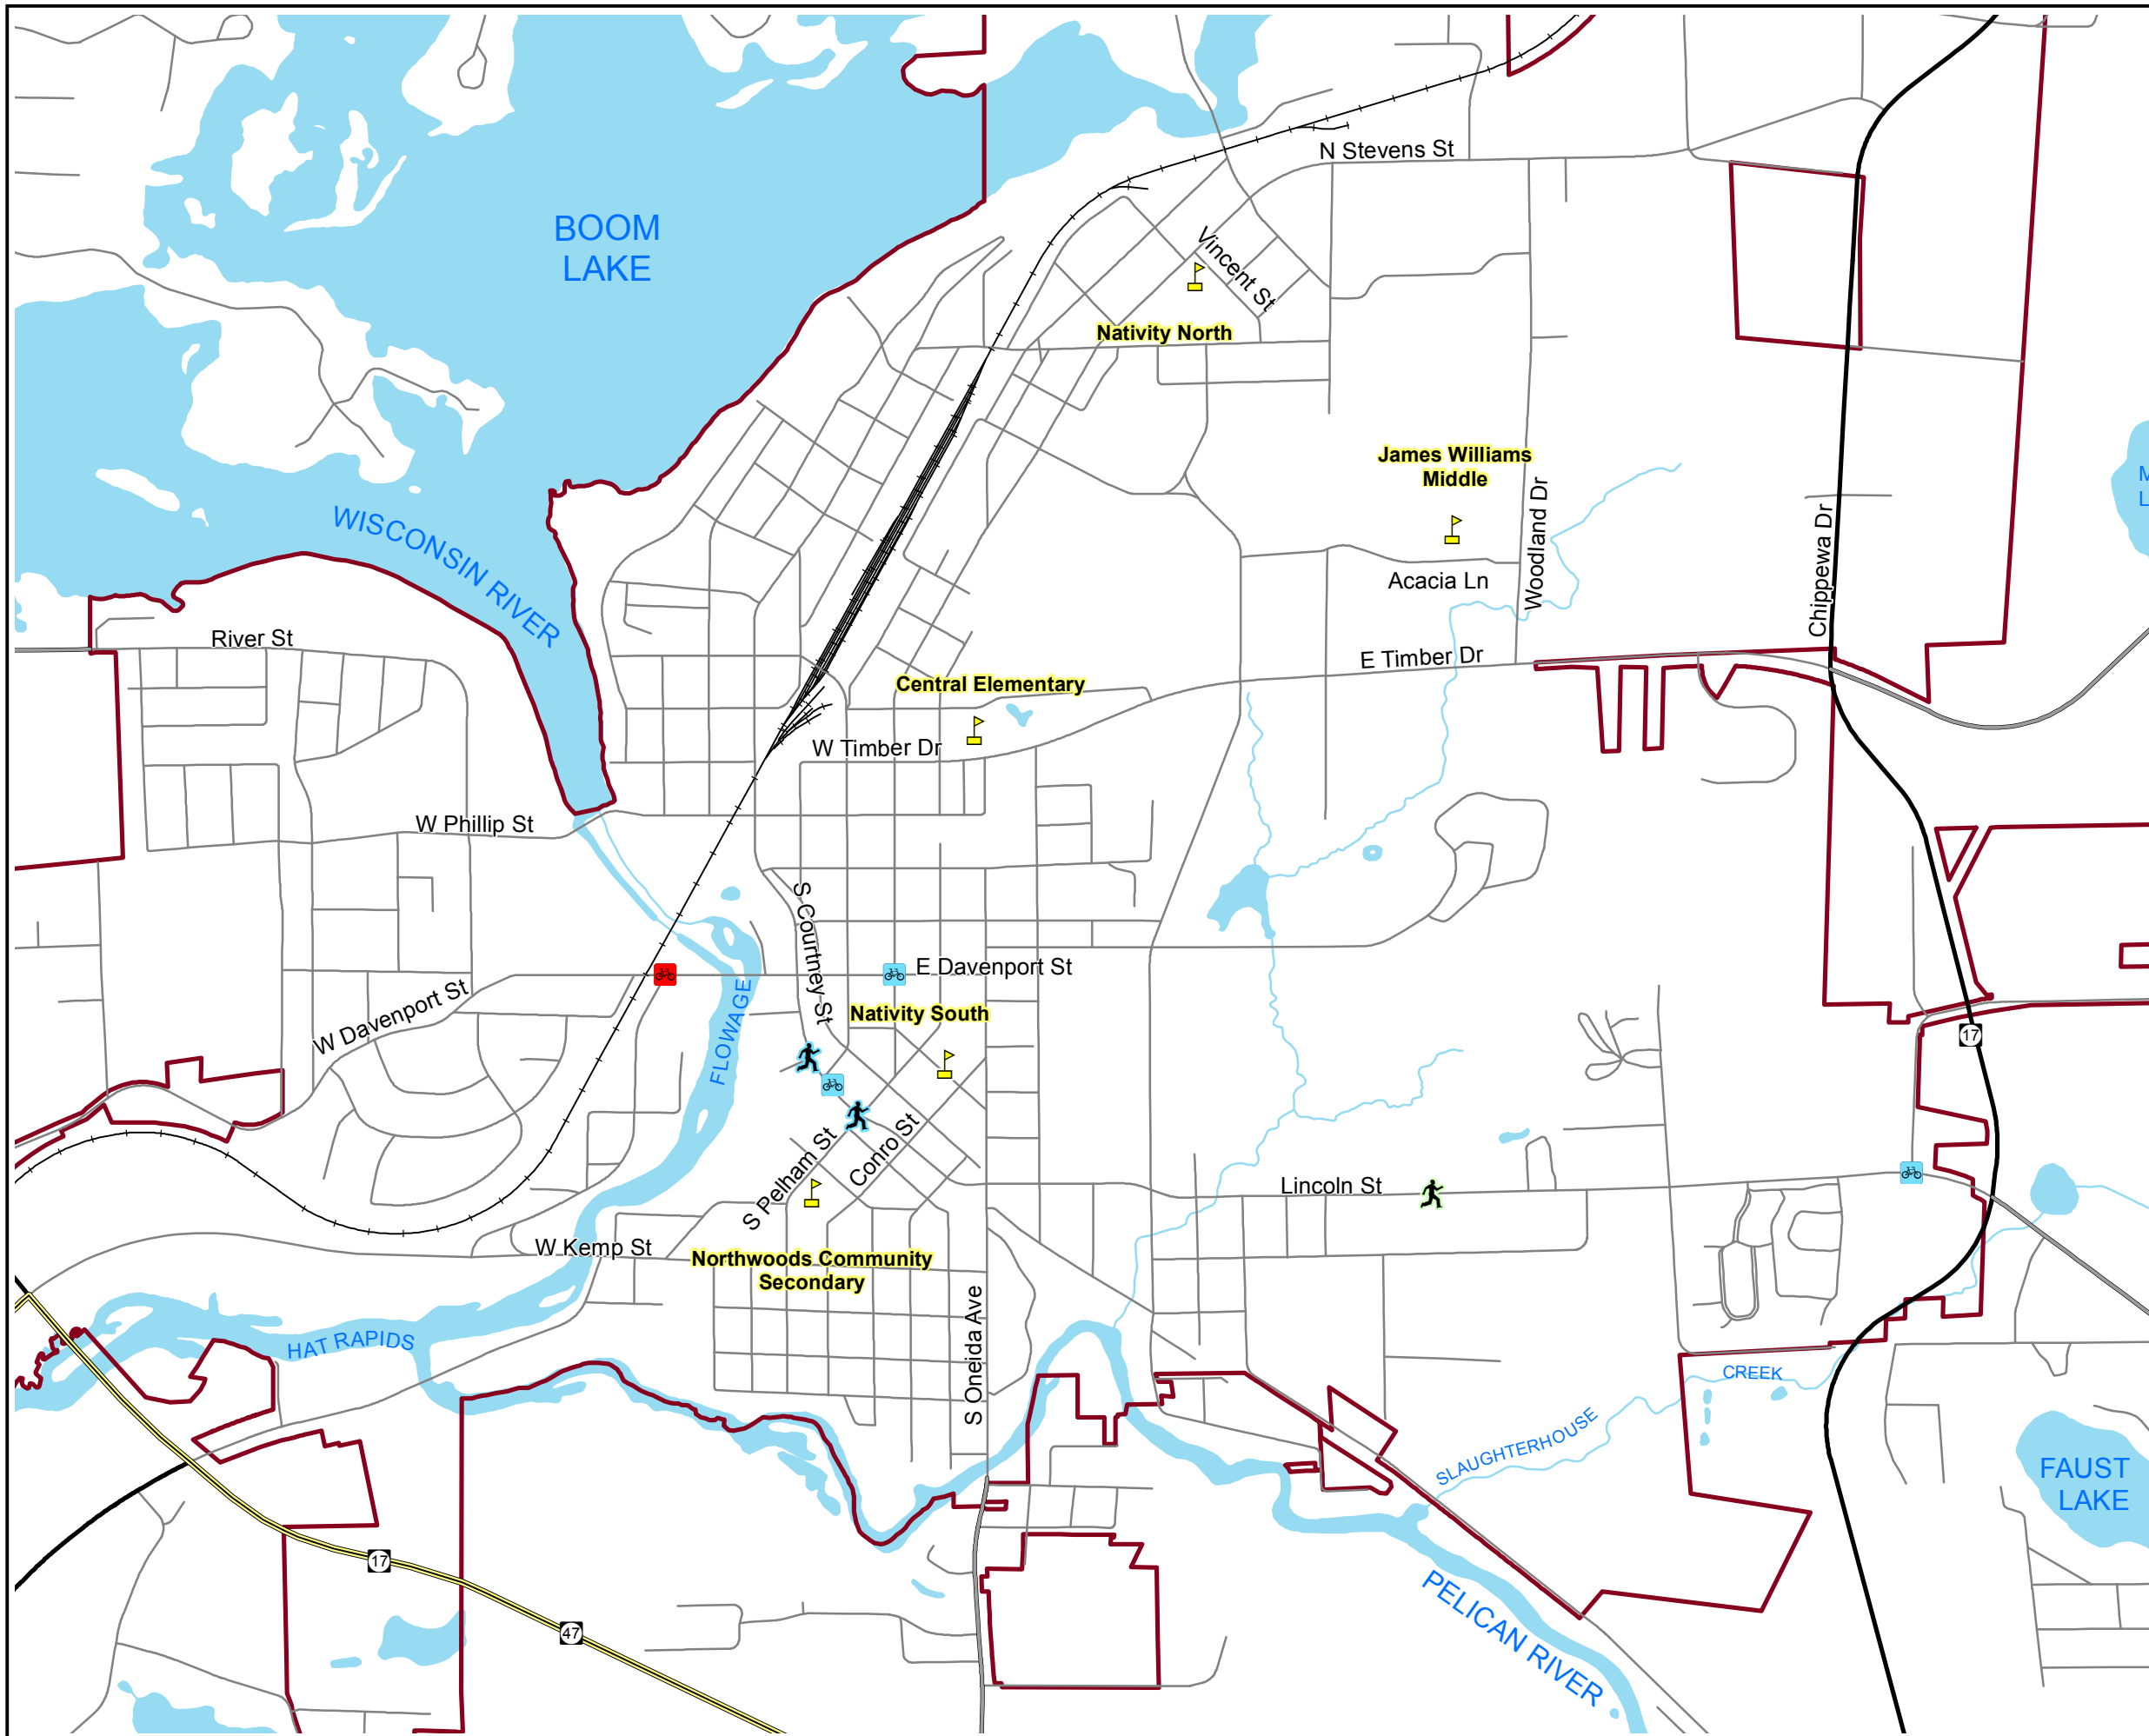 N Stevens St
BOOM
LAKE
Vincent St
Nativity North
James Williams
Middle
M
L
WISCONSIN RIVER
Woodland Dr
Chippewa Dr
Acacia Ln
River St
E Timber Dr
Central Elementary
W Timber Dr
W Phillip St
S Courtney St
E Davenport St
W Davenport St
Nativity South
FLOWAGE
17
S Pelham St
Conro St
Lincoln St
W Kemp St
Northwoods Community
Secondary
S Oneida Ave
HAT RAPIDS
CREEK
SLAUGHTERHOUSE
FAUST
LAKE
17
PELICAN RIVER
47